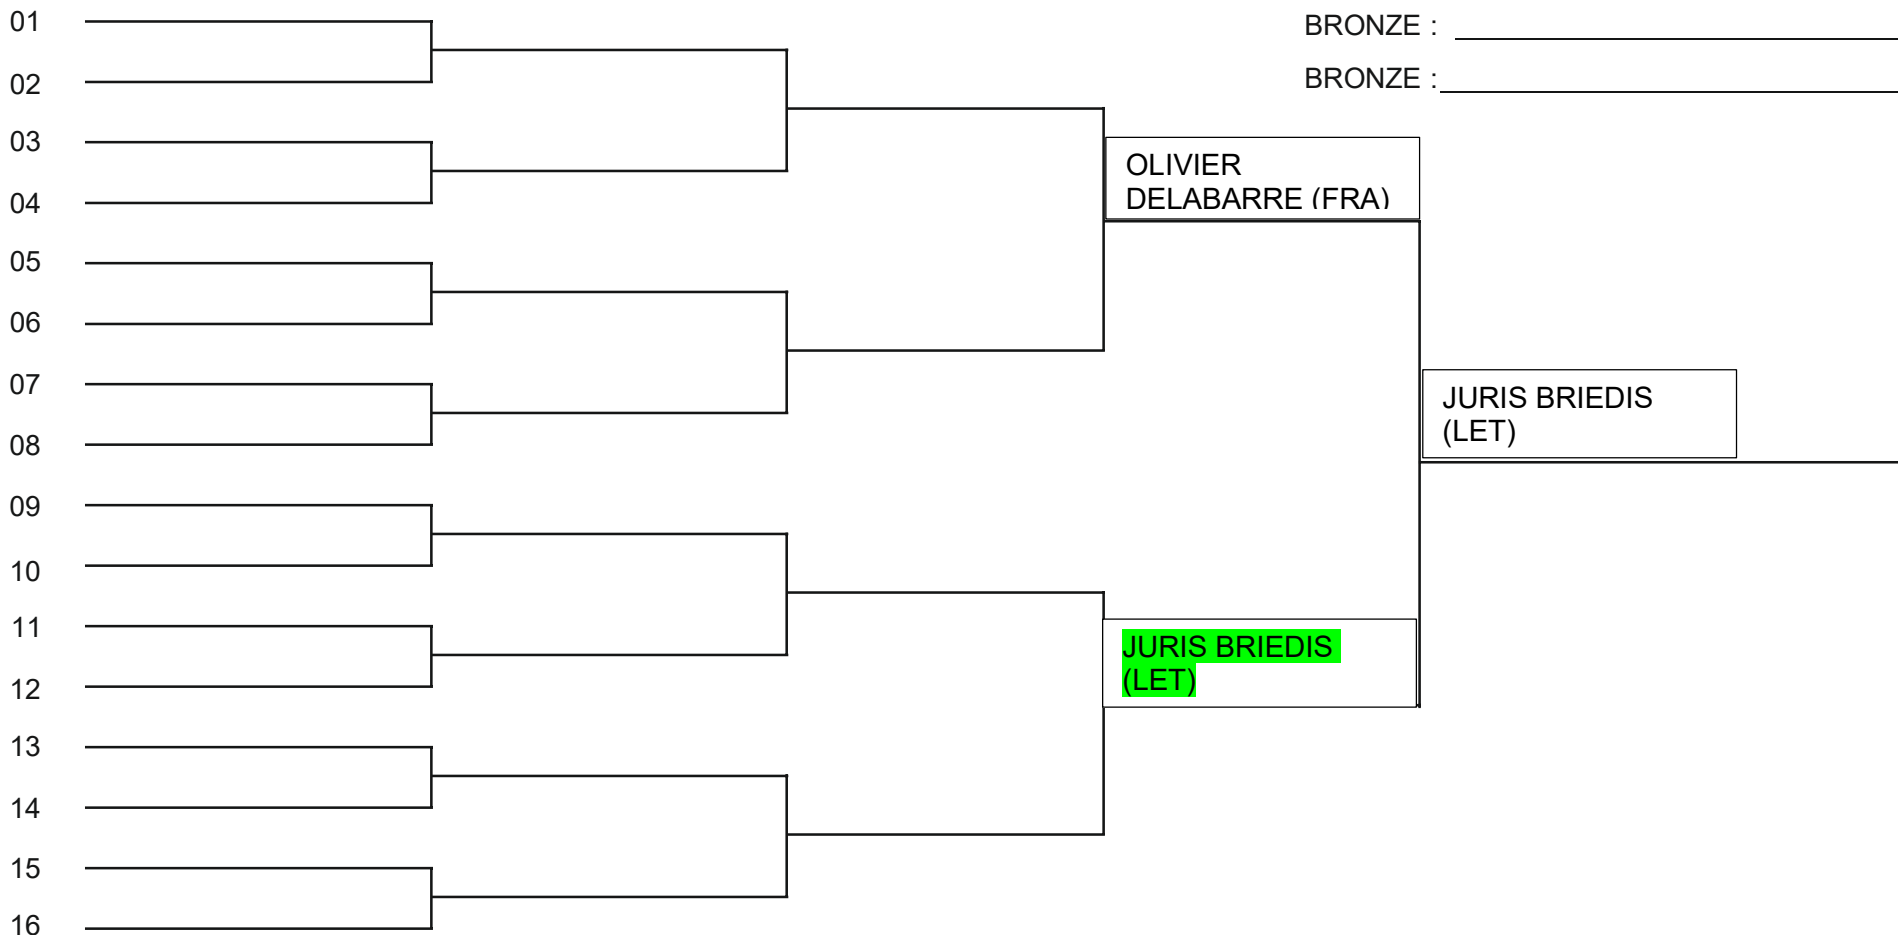 01
BRONZE :
02
BRONZE :
03
OLIVIER
DELABARRE (FRA)
04
05
06
07
JURIS BRIEDIS
(LET)
08
09
10
11
JURIS BRIEDIS
(LET)
12
13
14
15
16